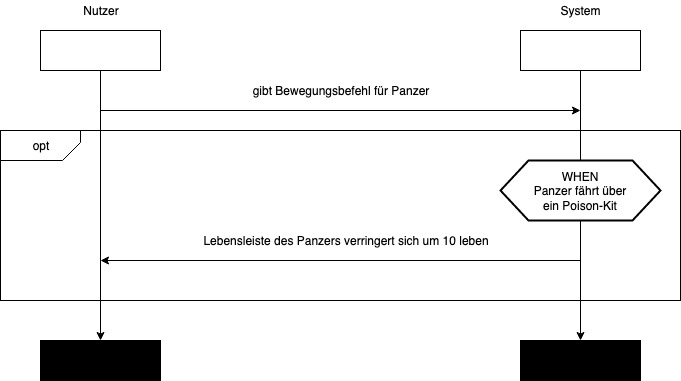 Nutzer
System
gibt Bewegungsbefehl für Panzer
opt
WHEN
Panzer fährt über
ein Poison-Kit
Lebensleiste des Panzers verringert sich um 10 leben